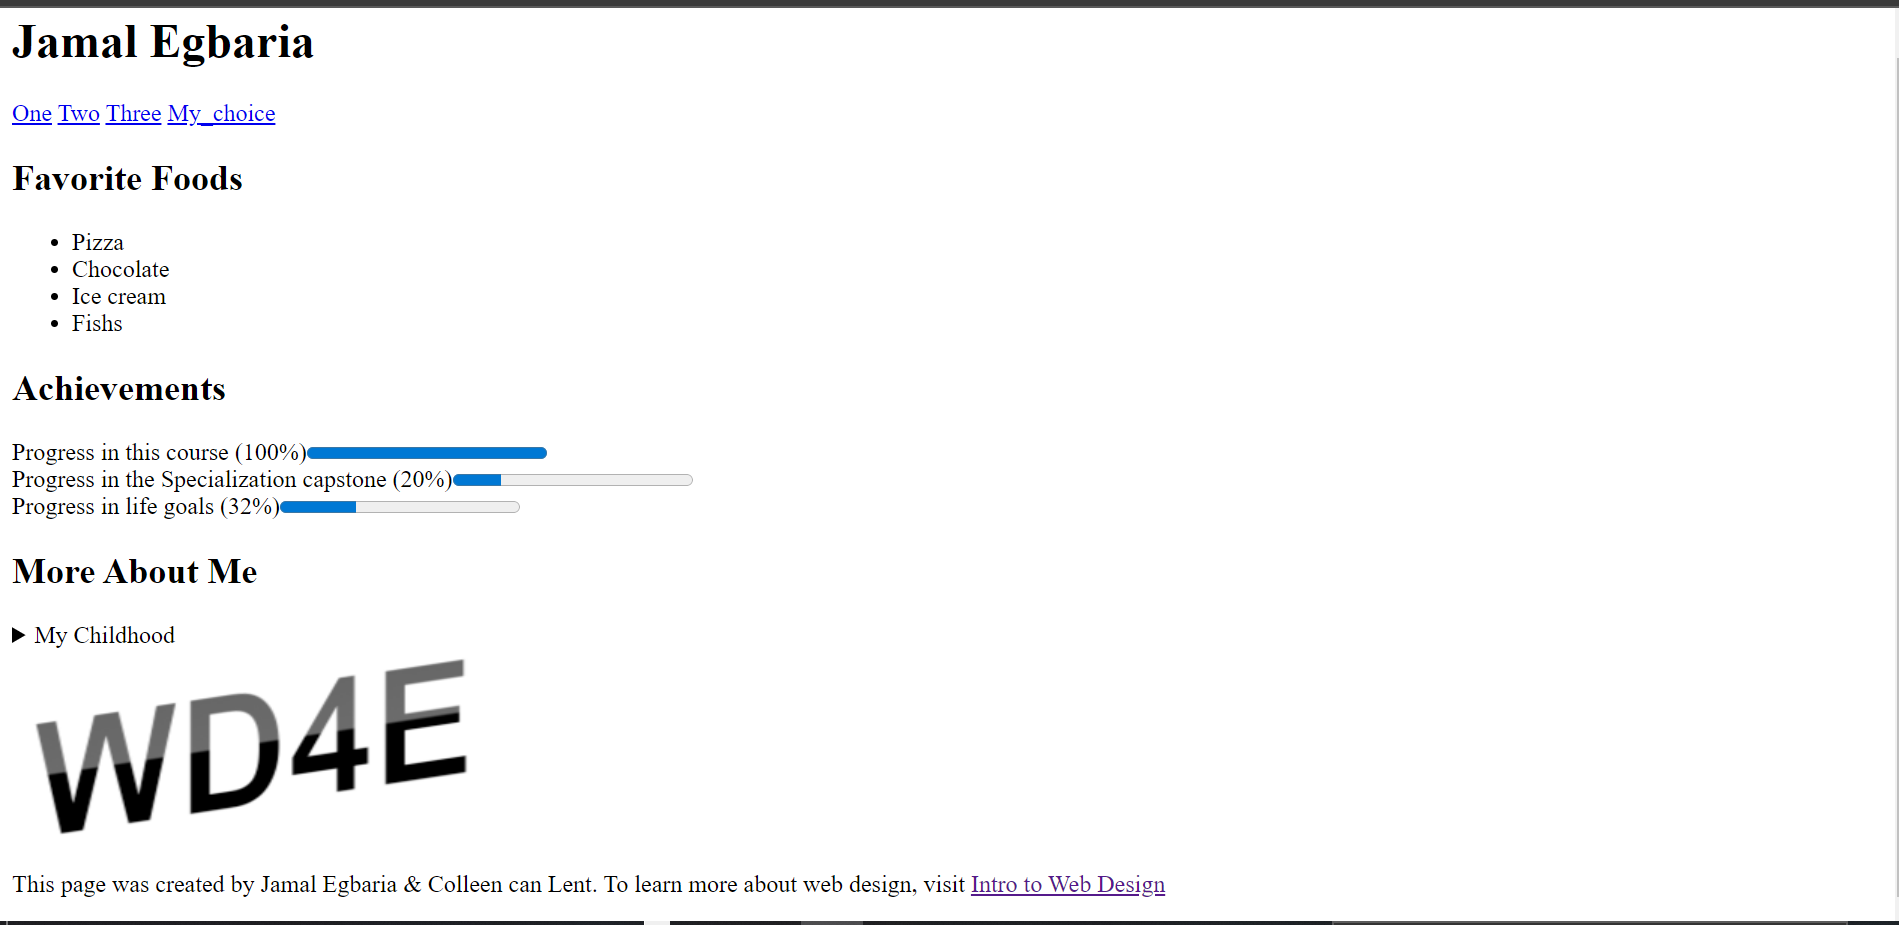 Jamal Egbaria
One Two Three My_choice
Favorite Foods
Pizza
Chocolate
Ice cream
Fishs
Achievements
Progress in this course (100%)
Progress in the Specialization capstone (20%)
Progress in life goals (32%)
More About Me
My Childhood
WD4E
This page was created by Jamal Egbaria & Colleen can Lent. To learn more about web design, visit Intro to Web Design